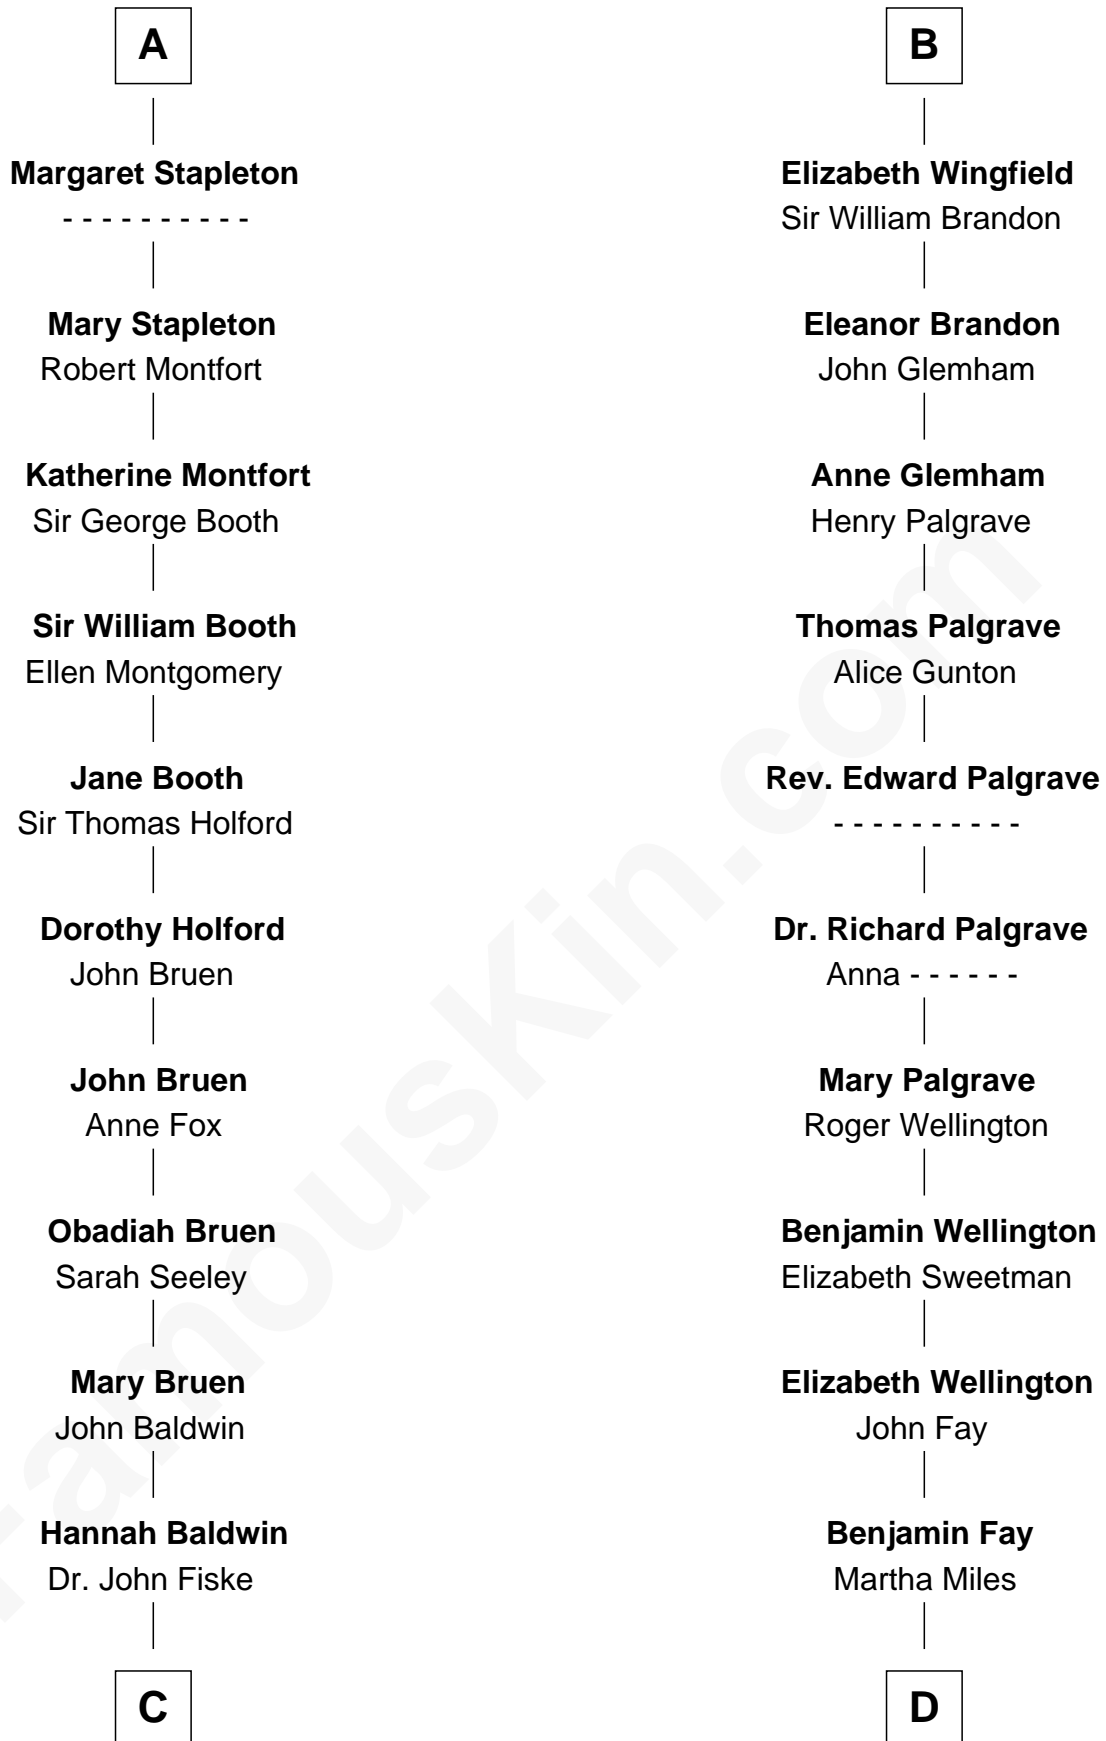 A
Margaret Stapleton
- - - - - - - - - -
Mary Stapleton
Robert Montfort
Katherine Montfort
Sir George Booth
Sir William Booth
Ellen Montgomery
Jane Booth
Sir Thomas Holford
Dorothy Holford
John Bruen
John Bruen
Anne Fox
Obadiah Bruen
Sarah Seeley
Mary Bruen
John Baldwin
Hannah Baldwin
Dr. John Fiske
C
B
Elizabeth Wingfield
Sir William Brandon
Eleanor Brandon
John Glemham
Anne Glemham
Henry Palgrave
Thomas Palgrave
Alice Gunton
Rev. Edward Palgrave
- - - - - - - - - -
Dr. Richard Palgrave
Anna - - - - - -
Mary Palgrave
Roger Wellington
Benjamin Wellington
Elizabeth Sweetman
Elizabeth Wellington
John Fay
Benjamin Fay
Martha Miles
D
FamousKin.com